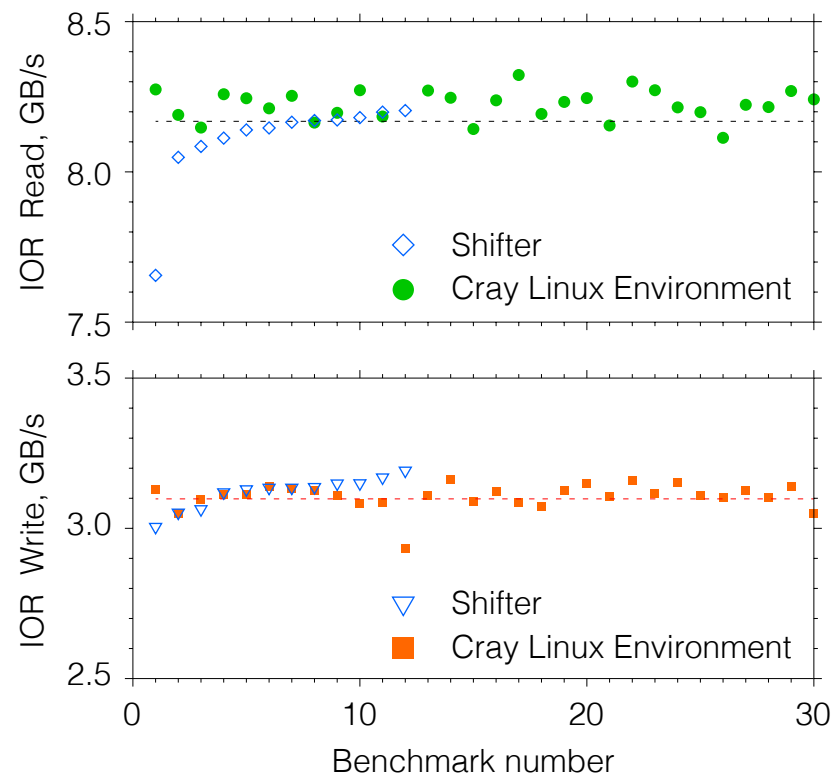 8.5
8.0
7.5
IOR Read, GB/s
Shifter
Cray Linux Environment
3.5
3.0
2.5
IOR Write, GB/s
Shifter
Cray Linux Environment
0 10 20 30
Benchmark number